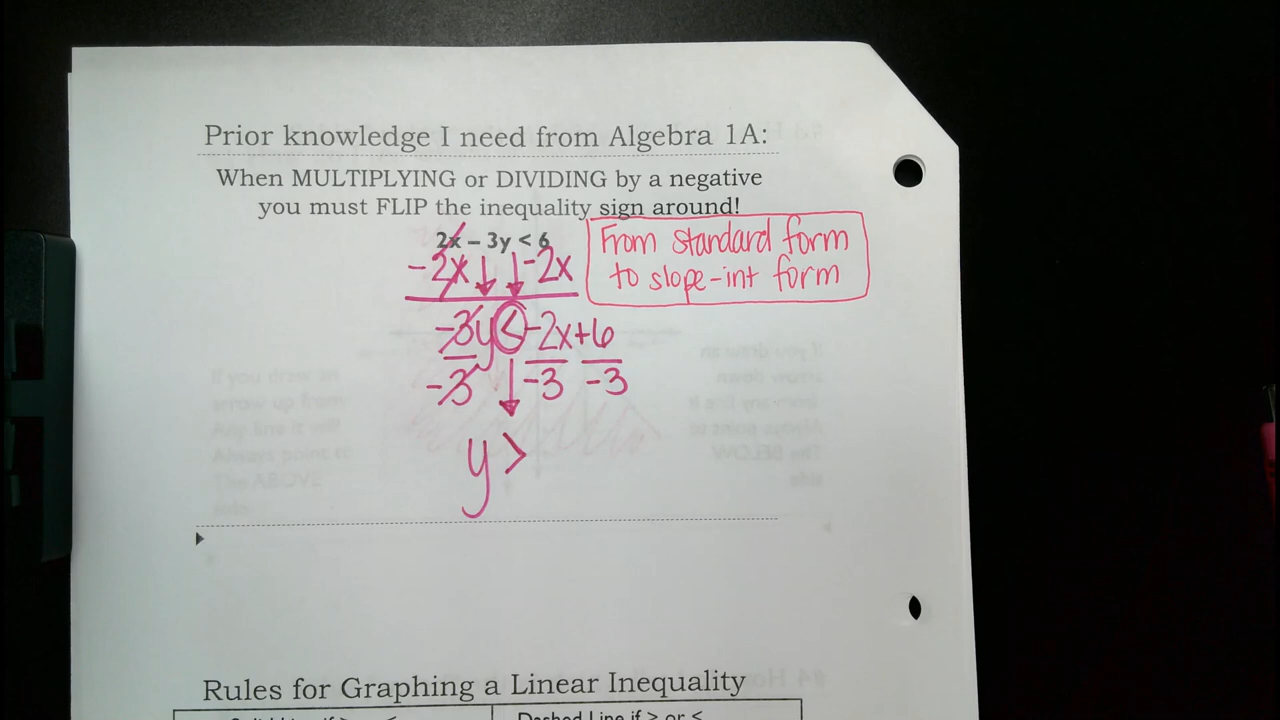 Prior knowledge I need from Algebra 1A:
When MULTIPLYING or DIVIDING by a negative
you must FLIP the inequality sign around!
2x – 3y < 6
From standard form
to slope-int form
-2x -2x
-3y < -2x+6
-3 -3 -3
y >
Rules for Graphing a Linear Inequality